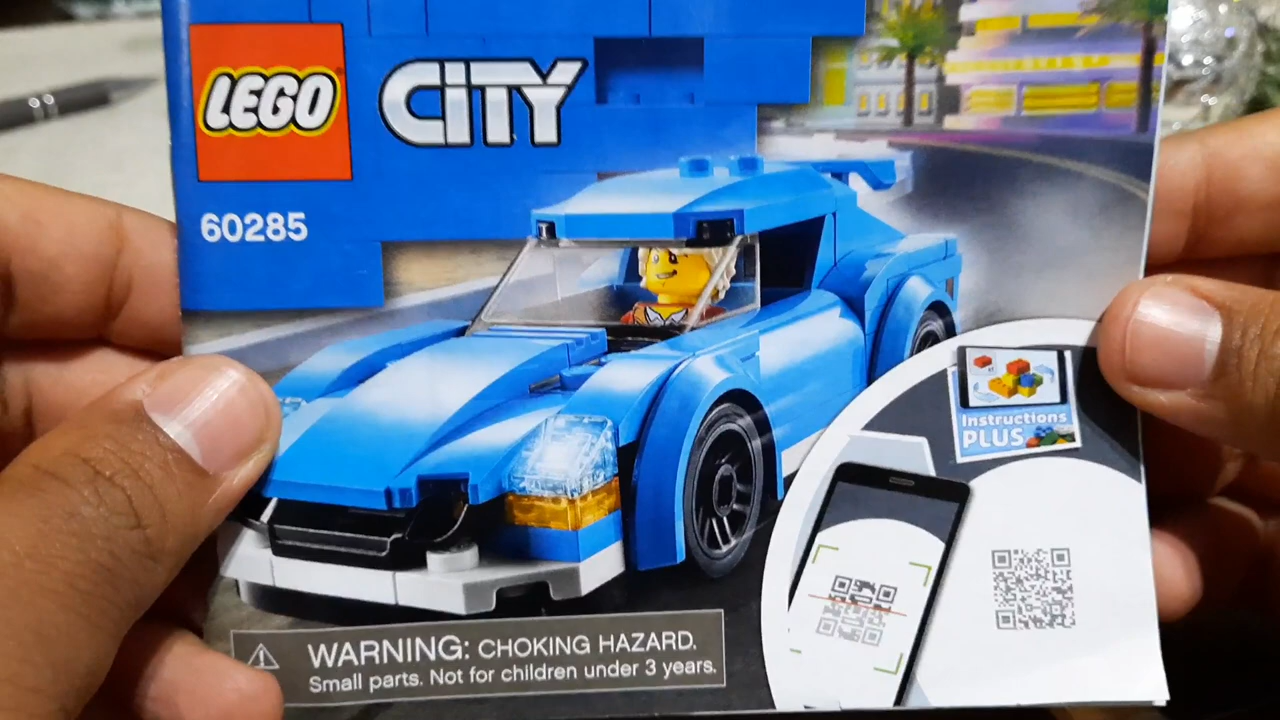 LEGO
CITY
60285
Instructions
PLUS
WARNING: CHOKING HAZARD.
Small parts. Not for children under 3 years.